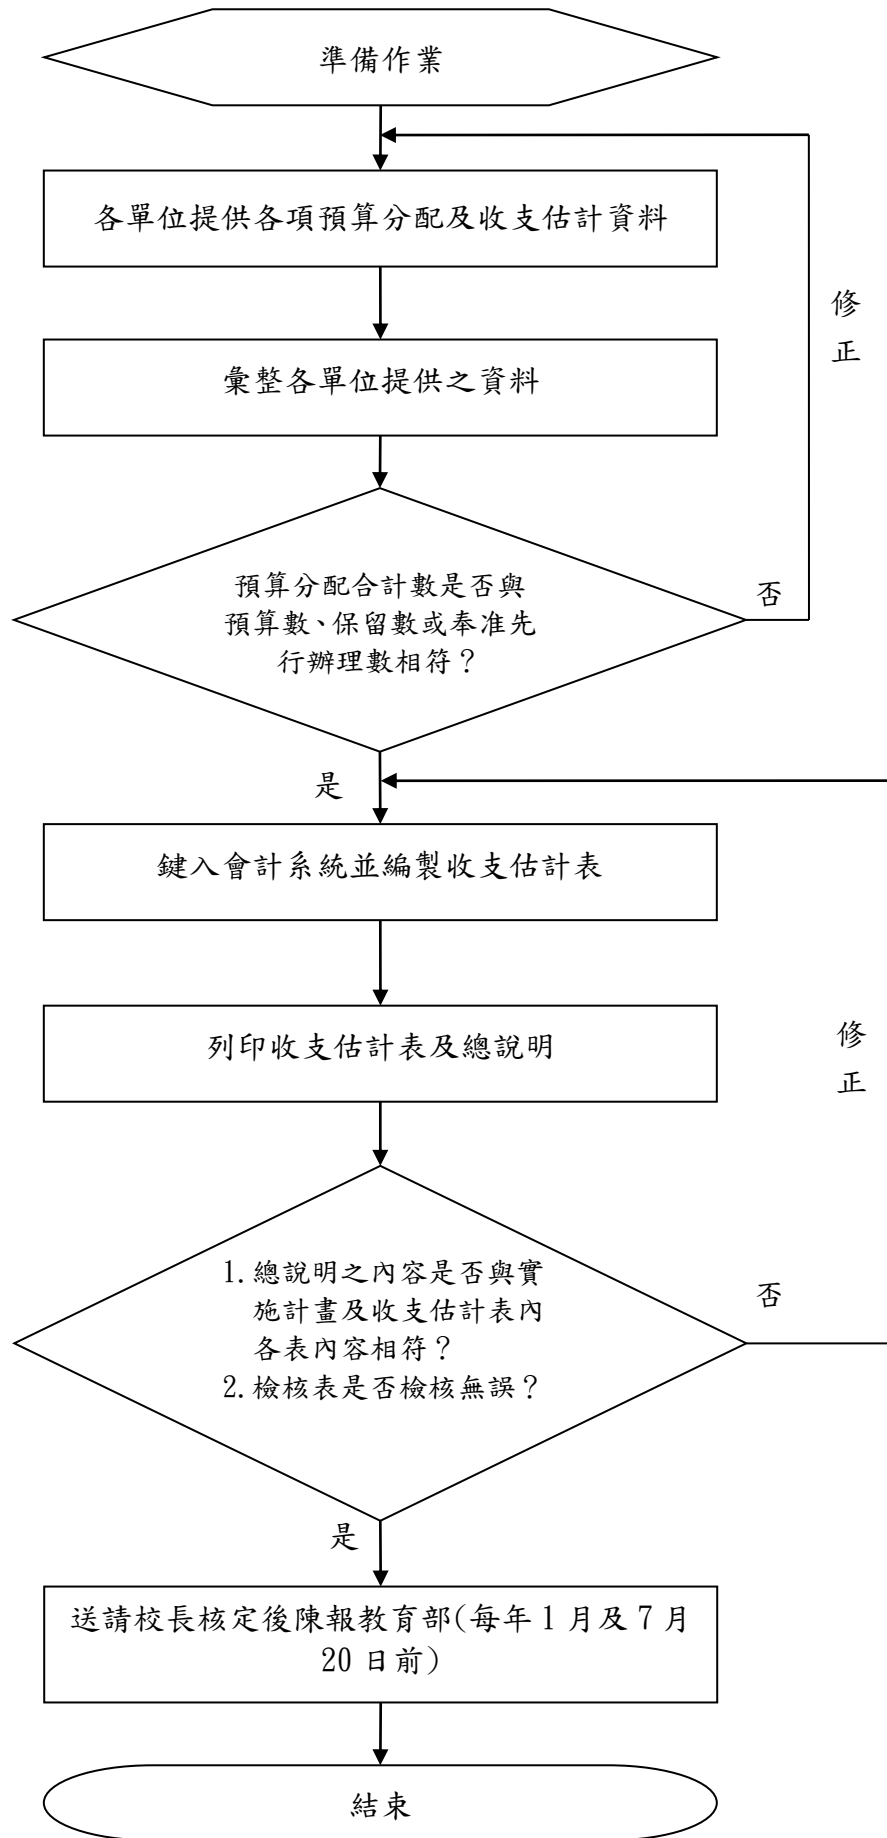 準備作業
各單位提供各項預算分配及收支估計資料
修
正
彙整各單位提供之資料
預算分配合計數是否與
預算數、保留數或奉准先
行辦理數相符？
否
是
鍵入會計系統並編製收支估計表
列印收支估計表及總說明
修
正
1. 總說明之內容是否與實
施計畫及收支估計表內
各表內容相符？
2. 檢核表是否檢核無誤？
否
是
送請校長核定後陳報教育部(每年 1 月及 7 月
20 日前)
結束